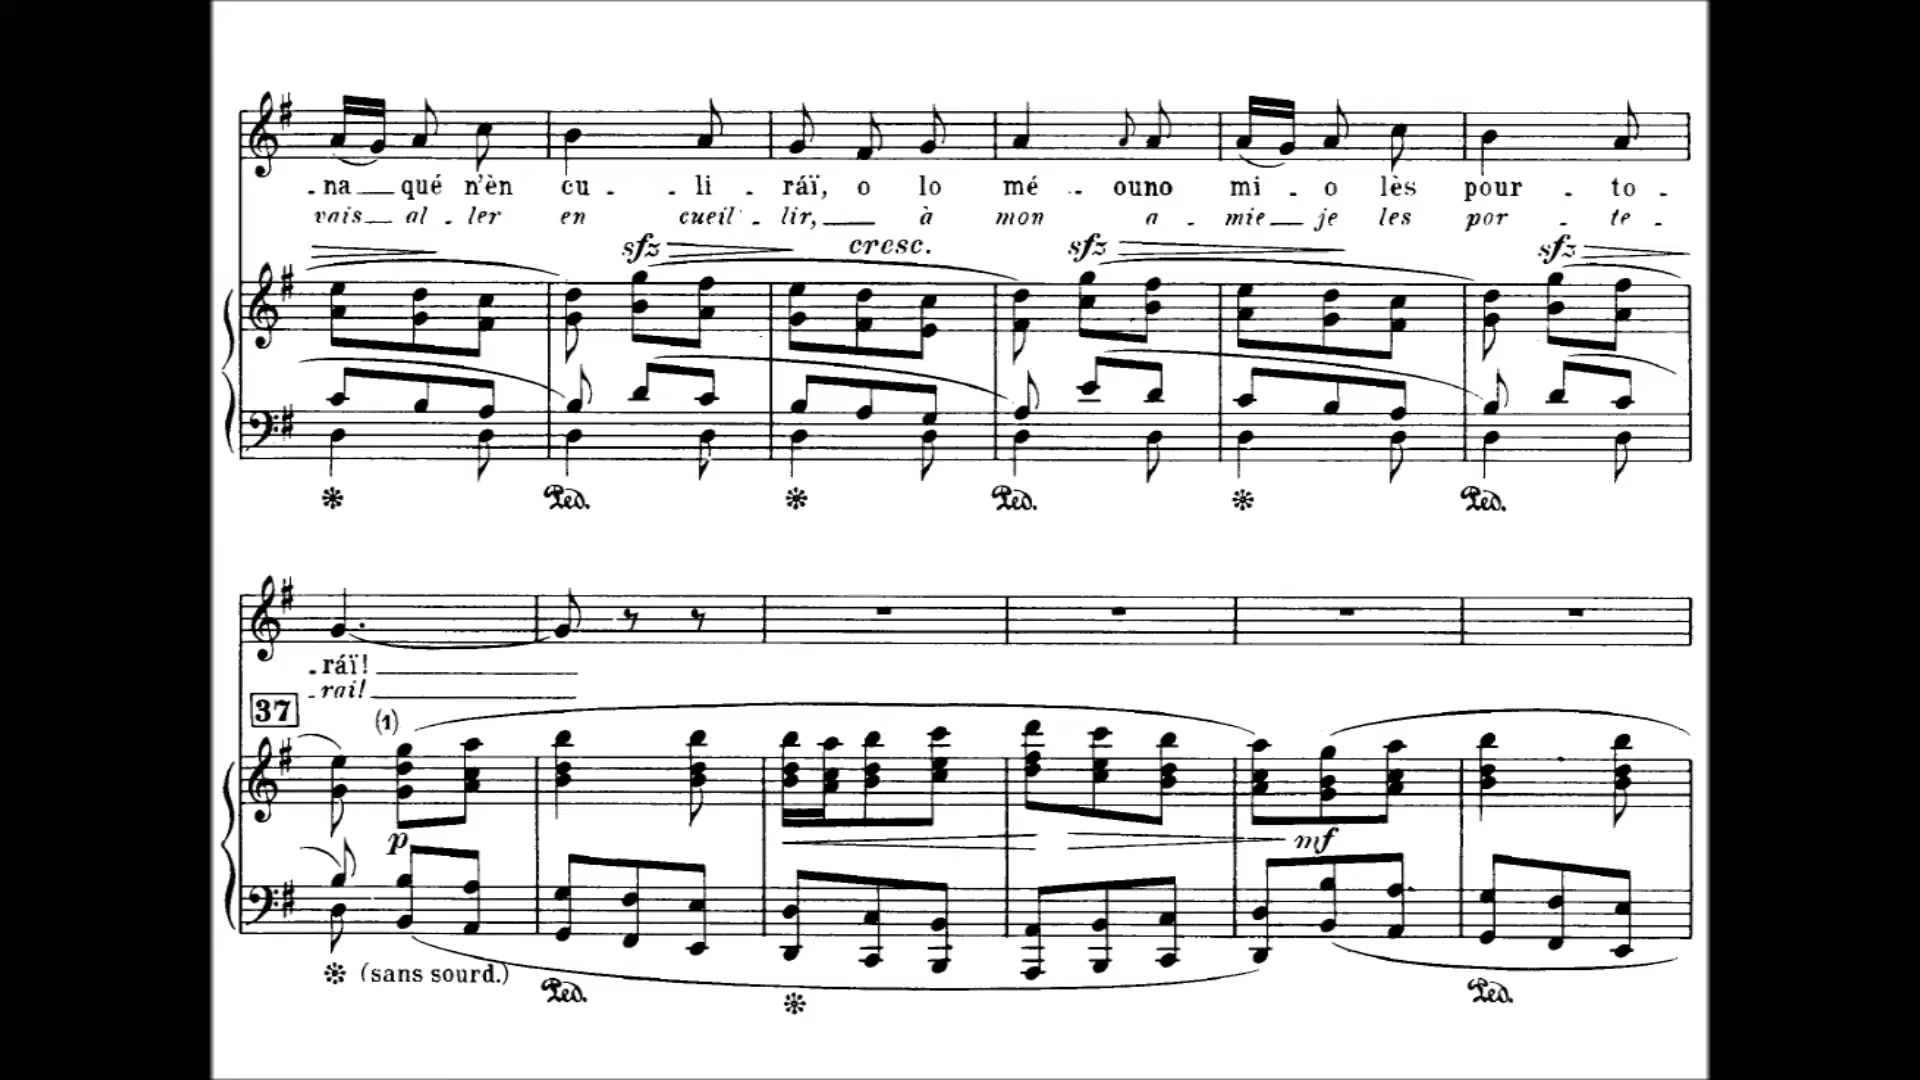 - na qué n'èn cu - li - ráï, o lo mé - ouno mi - o lès pour - to -
vais al - ler en cueil - lir, à mon a - mie je les por - te -
sfz cresc. sfz sfz
Ped. Ped. Ped.
- ráï!
- rai!
37 (1)
p mf
(sans sourd.)
Ped. Ped.